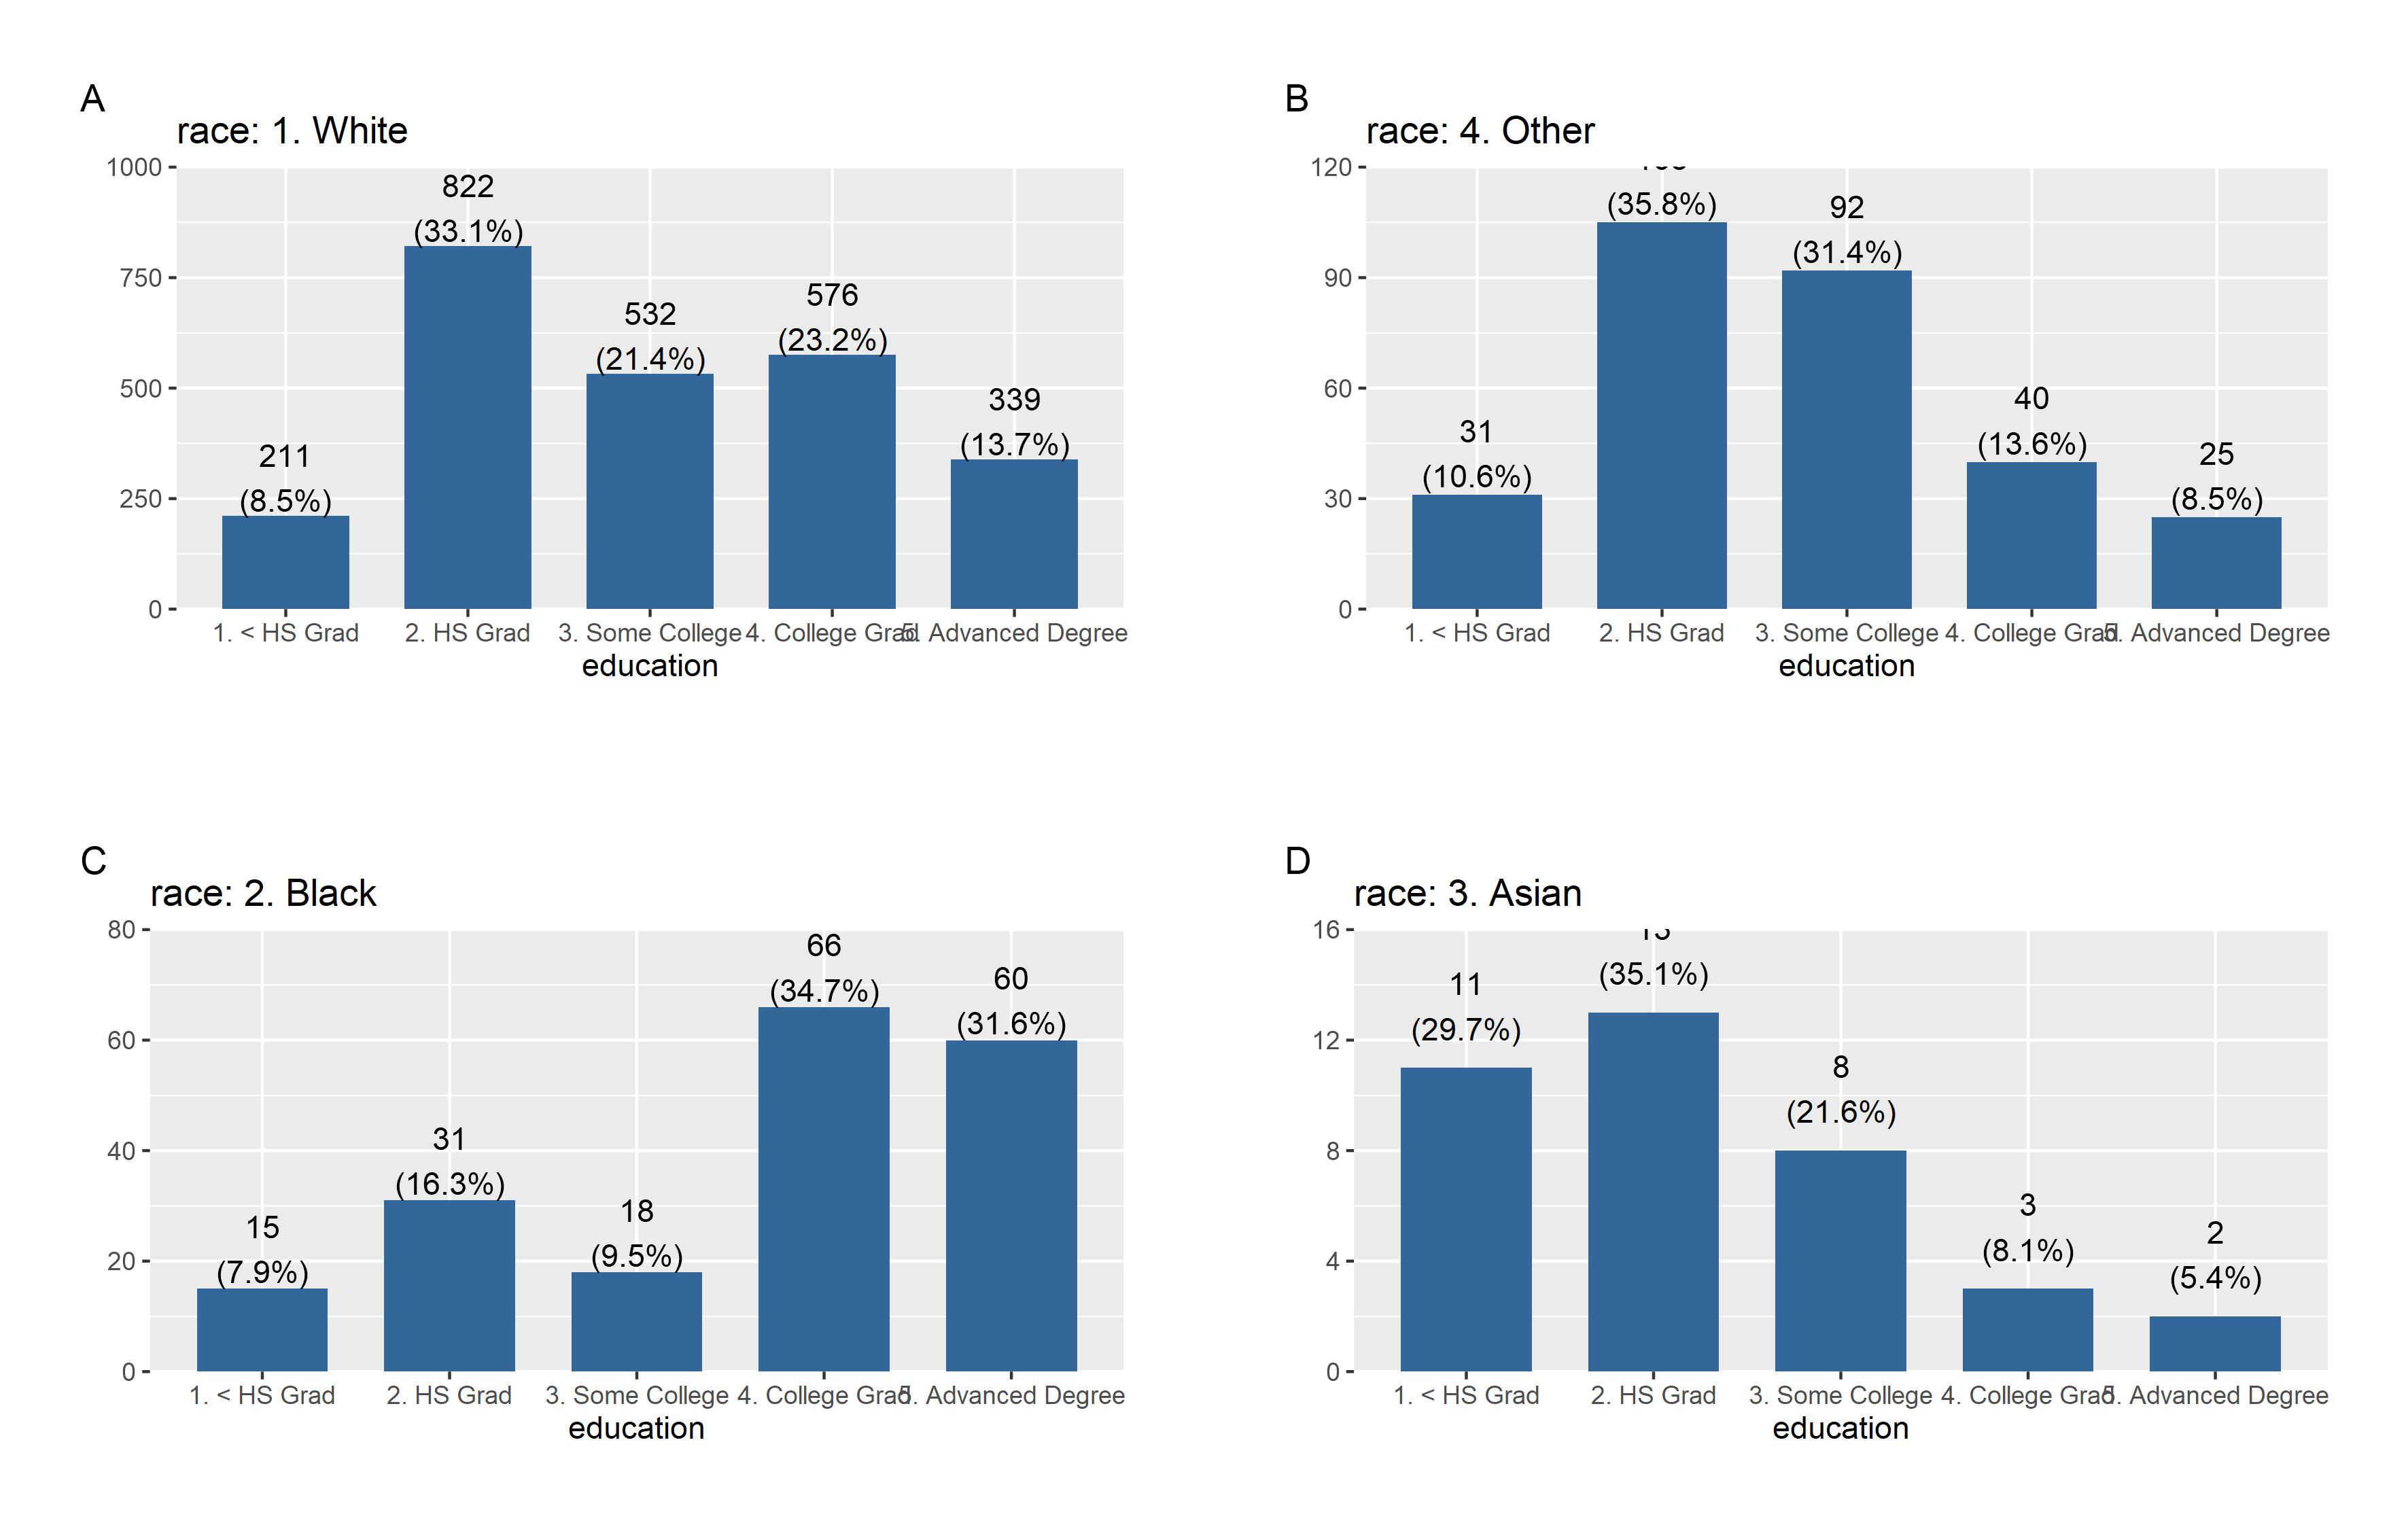 A
race: 1. White
1000
750
500
250
0
211
(8.5%)
822
(33.1%)
532
(21.4%)
576
(23.2%)
339
(13.7%)
1. < HS Grad
2. HS Grad
3. Some College
4. College Grad
5. Advanced Degree
education
B
race: 4. Other
120
90
60
30
0
31
(10.6%)
(35.8%)
92
(31.4%)
40
(13.6%)
25
(8.5%)
1. < HS Grad
2. HS Grad
3. Some College
4. College Grad
5. Advanced Degree
education
C
race: 2. Black
80
60
40
20
0
15
(7.9%)
31
(16.3%)
18
(9.5%)
66
(34.7%)
60
(31.6%)
1. < HS Grad
2. HS Grad
3. Some College
4. College Grad
5. Advanced Degree
education
D
race: 3. Asian
16
12
8
4
0
11
(29.7%)
(35.1%)
8
(21.6%)
3
(8.1%)
2
(5.4%)
1. < HS Grad
2. HS Grad
3. Some College
4. College Grad
5. Advanced Degree
education